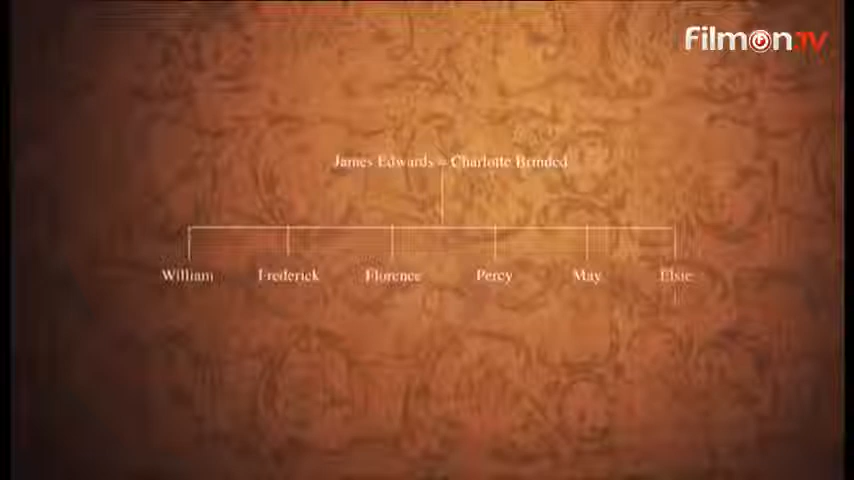 Filmon.TV
James Edwards = Charlotte Brinded
William Frederick Florence Percy May Elsie